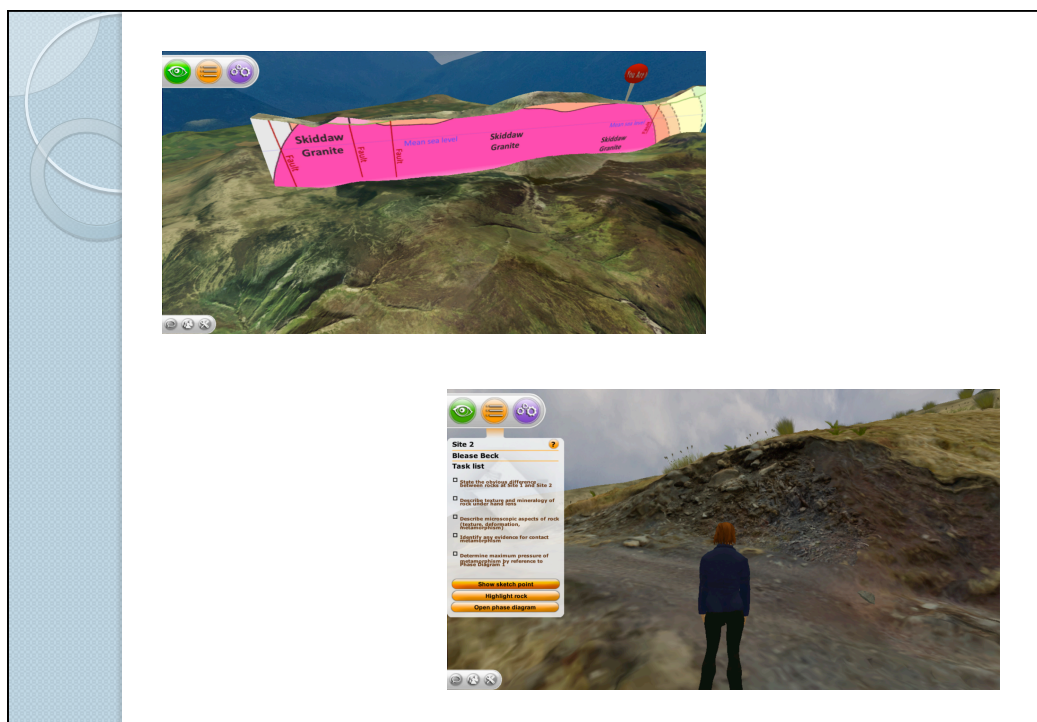 You Are
Skiddaw
Granite
Fault
Fault
Fault
Mean sea level
Skiddaw
Granite
Mean sea level
Skiddaw
Granite
Fault
Site 2
?
Blease Beck
Task list
State the obvious difference
between rocks at Site 1 and Site 2
Describe texture and mineralogy of
rock under hand lens
Describe microscopic aspects of rock
(texture, deformation,
metamorphism)
Identify any evidence for contact
metamorphism
Determine maximum pressure of
metamorphism by reference to
Phase Diagram 1
Show sketch point
Highlight rock
Open phase diagram